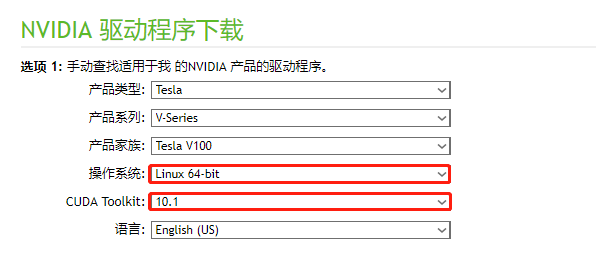 NVIDIA 驱动程序下载
选项 1: 手动查找适用于我 的NVIDIA 产品的驱动程序。
产品类型: Tesla
产品系列: V-Series
产品家族: Tesla V100
操作系统: Linux 64-bit
CUDA Toolkit: 10.1
语言: English (US)